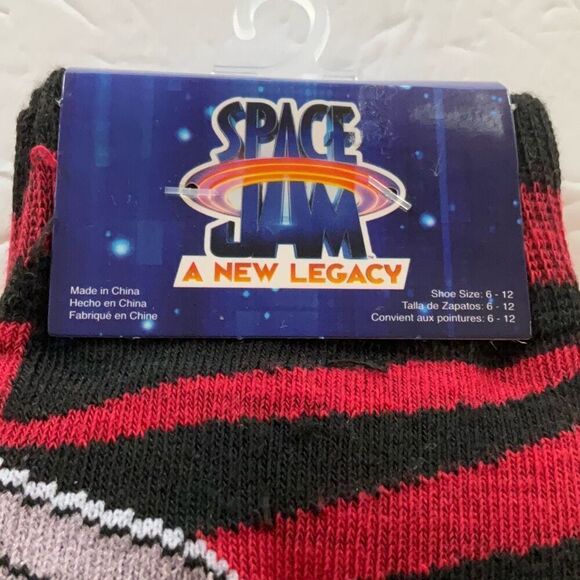 SPACE
JAM
A NEW LEGACY
Made in China
Hecho en China
Fabriqué en Chine
Shoe Size: 6 - 12
Talla de Zapatos: 6 - 12
Convient aux pointures: 6 - 12